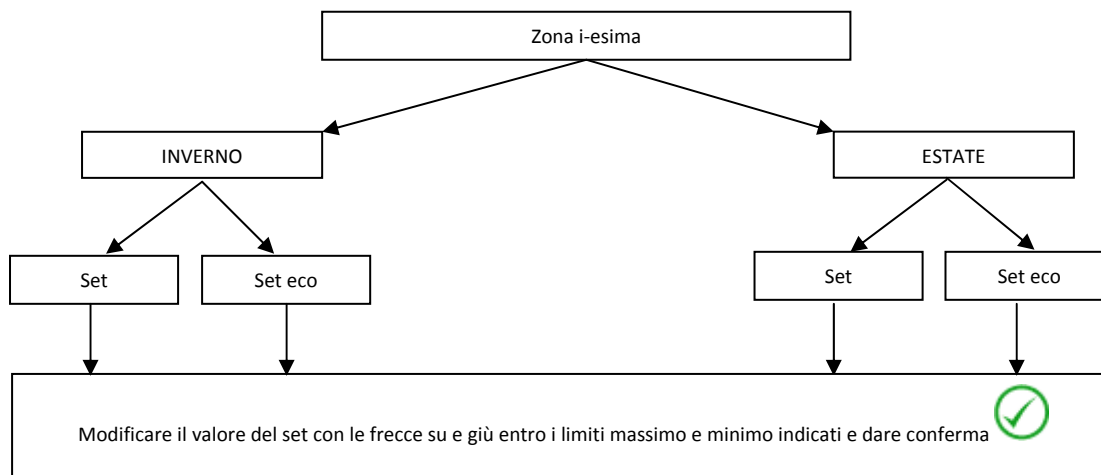 Zona i-esima
INVERNO
ESTATE
Set
Set eco
Set
Set eco
Modificare il valore del set con le frecce su e giù entro i limiti massimo e minimo indicati e dare conferma